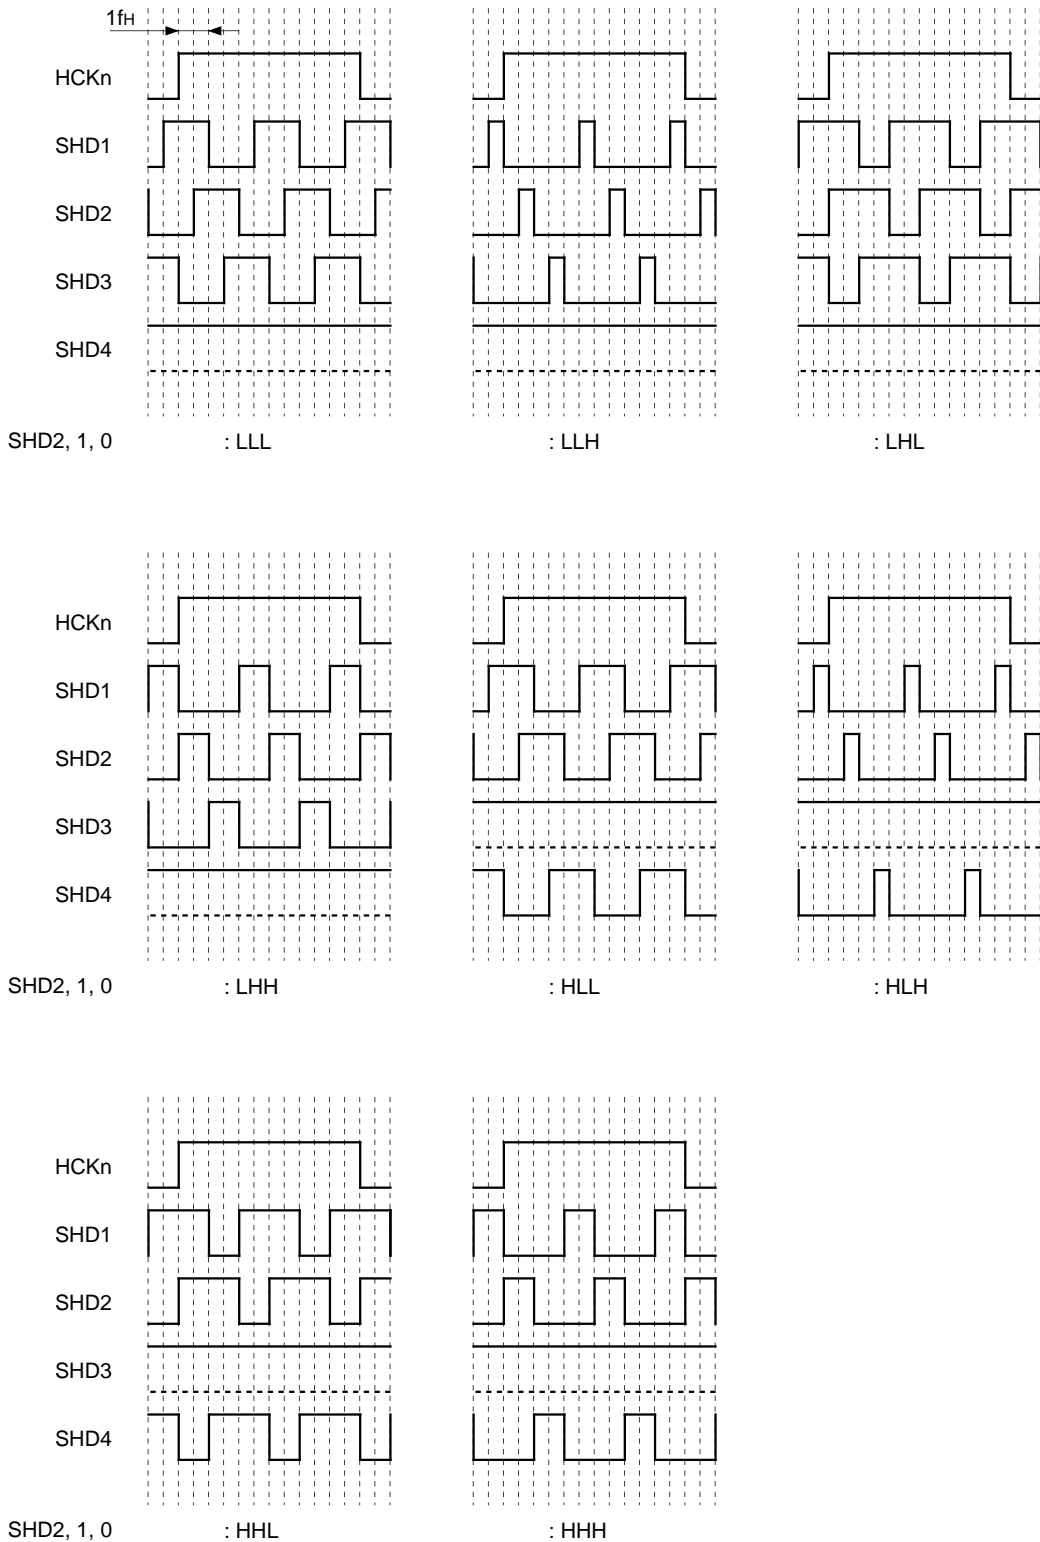 1fH
HCKn
SHD1
SHD2
SHD3
SHD4
SHD2, 1, 0 : LLL : LLH : LHL
HCKn
SHD1
SHD2
SHD3
SHD4
SHD2, 1, 0 : LHH : HLL : HLH
HCKn
SHD1
SHD2
SHD3
SHD4
SHD2, 1, 0 : HHL : HHH